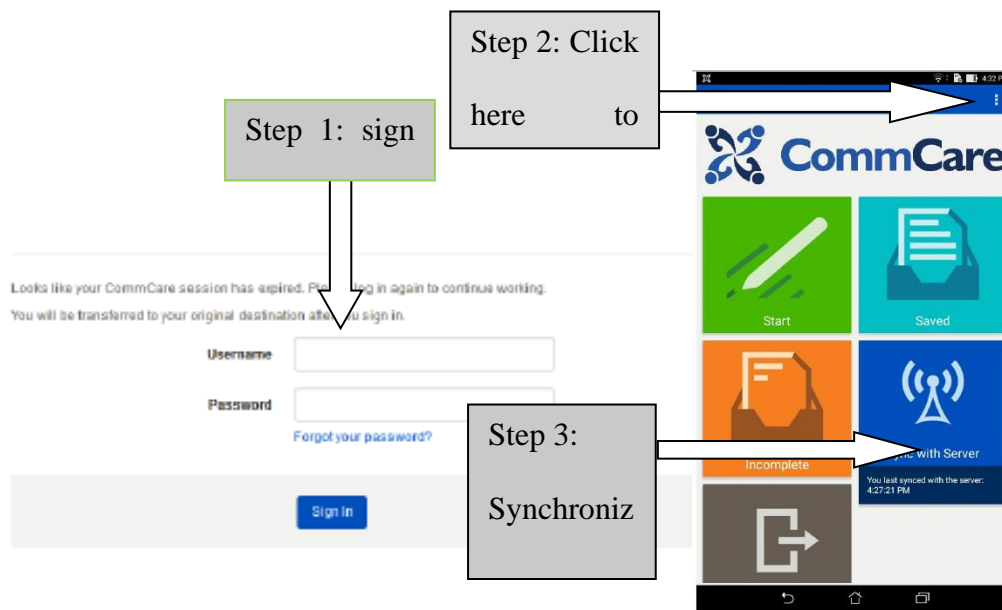 Step 2: Click
here to
Step 1: sign
4:32 P
CommCare
Start
Saved
Looks like your CommCare session has expired. log in again to continue working.
You will be transferred to your original destination after sign in.
Username
Password
Forgot your password?
Sign In
Step 3:
Synchroniz
Incomplete
with Server
You last synced with the server:
4:27:21 PM